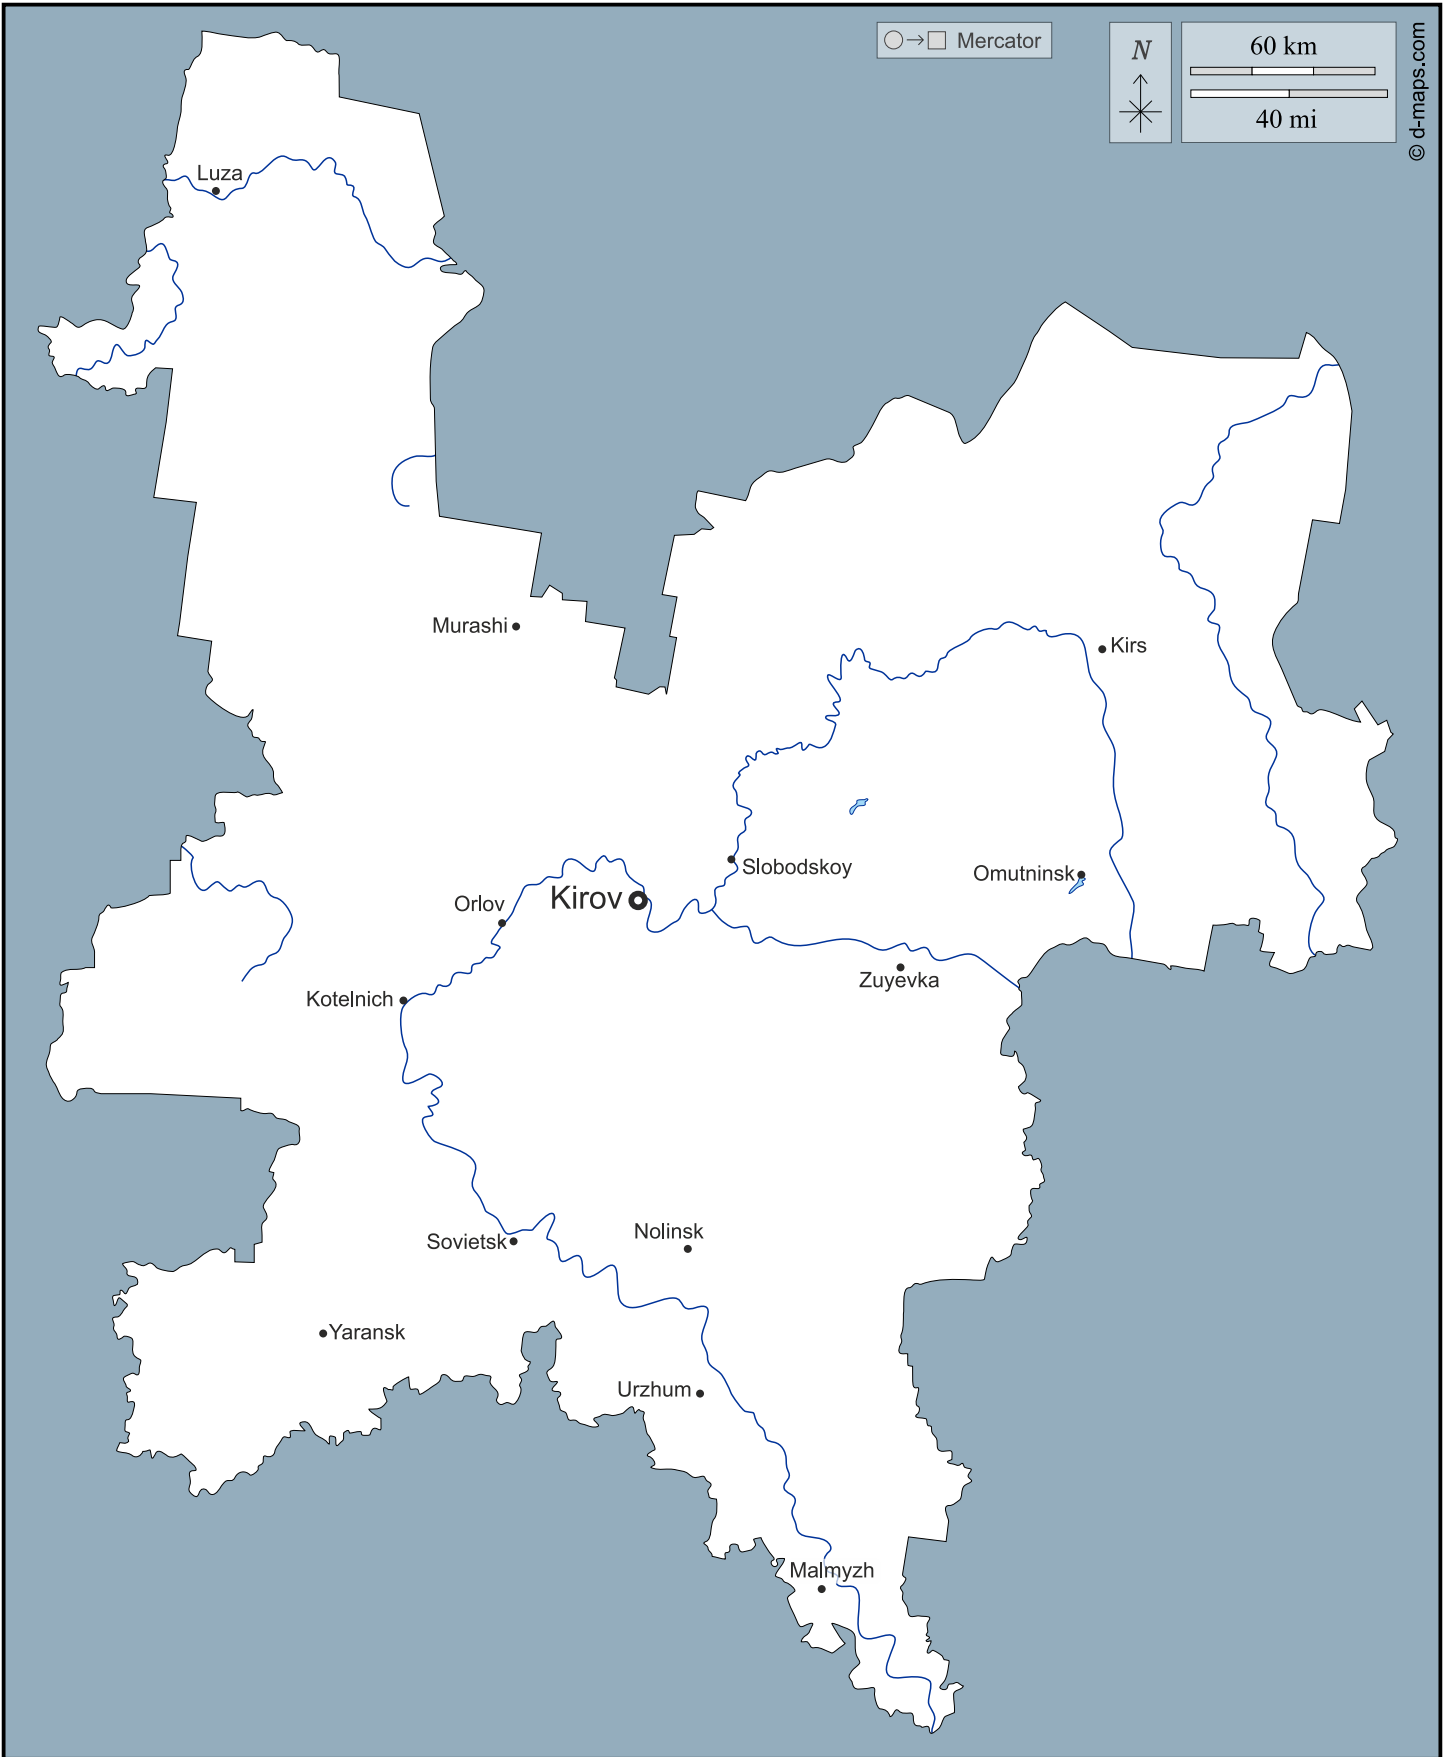 Mercator
N
60 km
40 mi
© d-maps.com
Luza
Murashi
Kirs
Slobodskoy
Omutninsk
Orlov
Kirov
Zuyevka
Kotelnich
Sovietsk
Nolinsk
Yaransk
Urzhum
Malmyzh